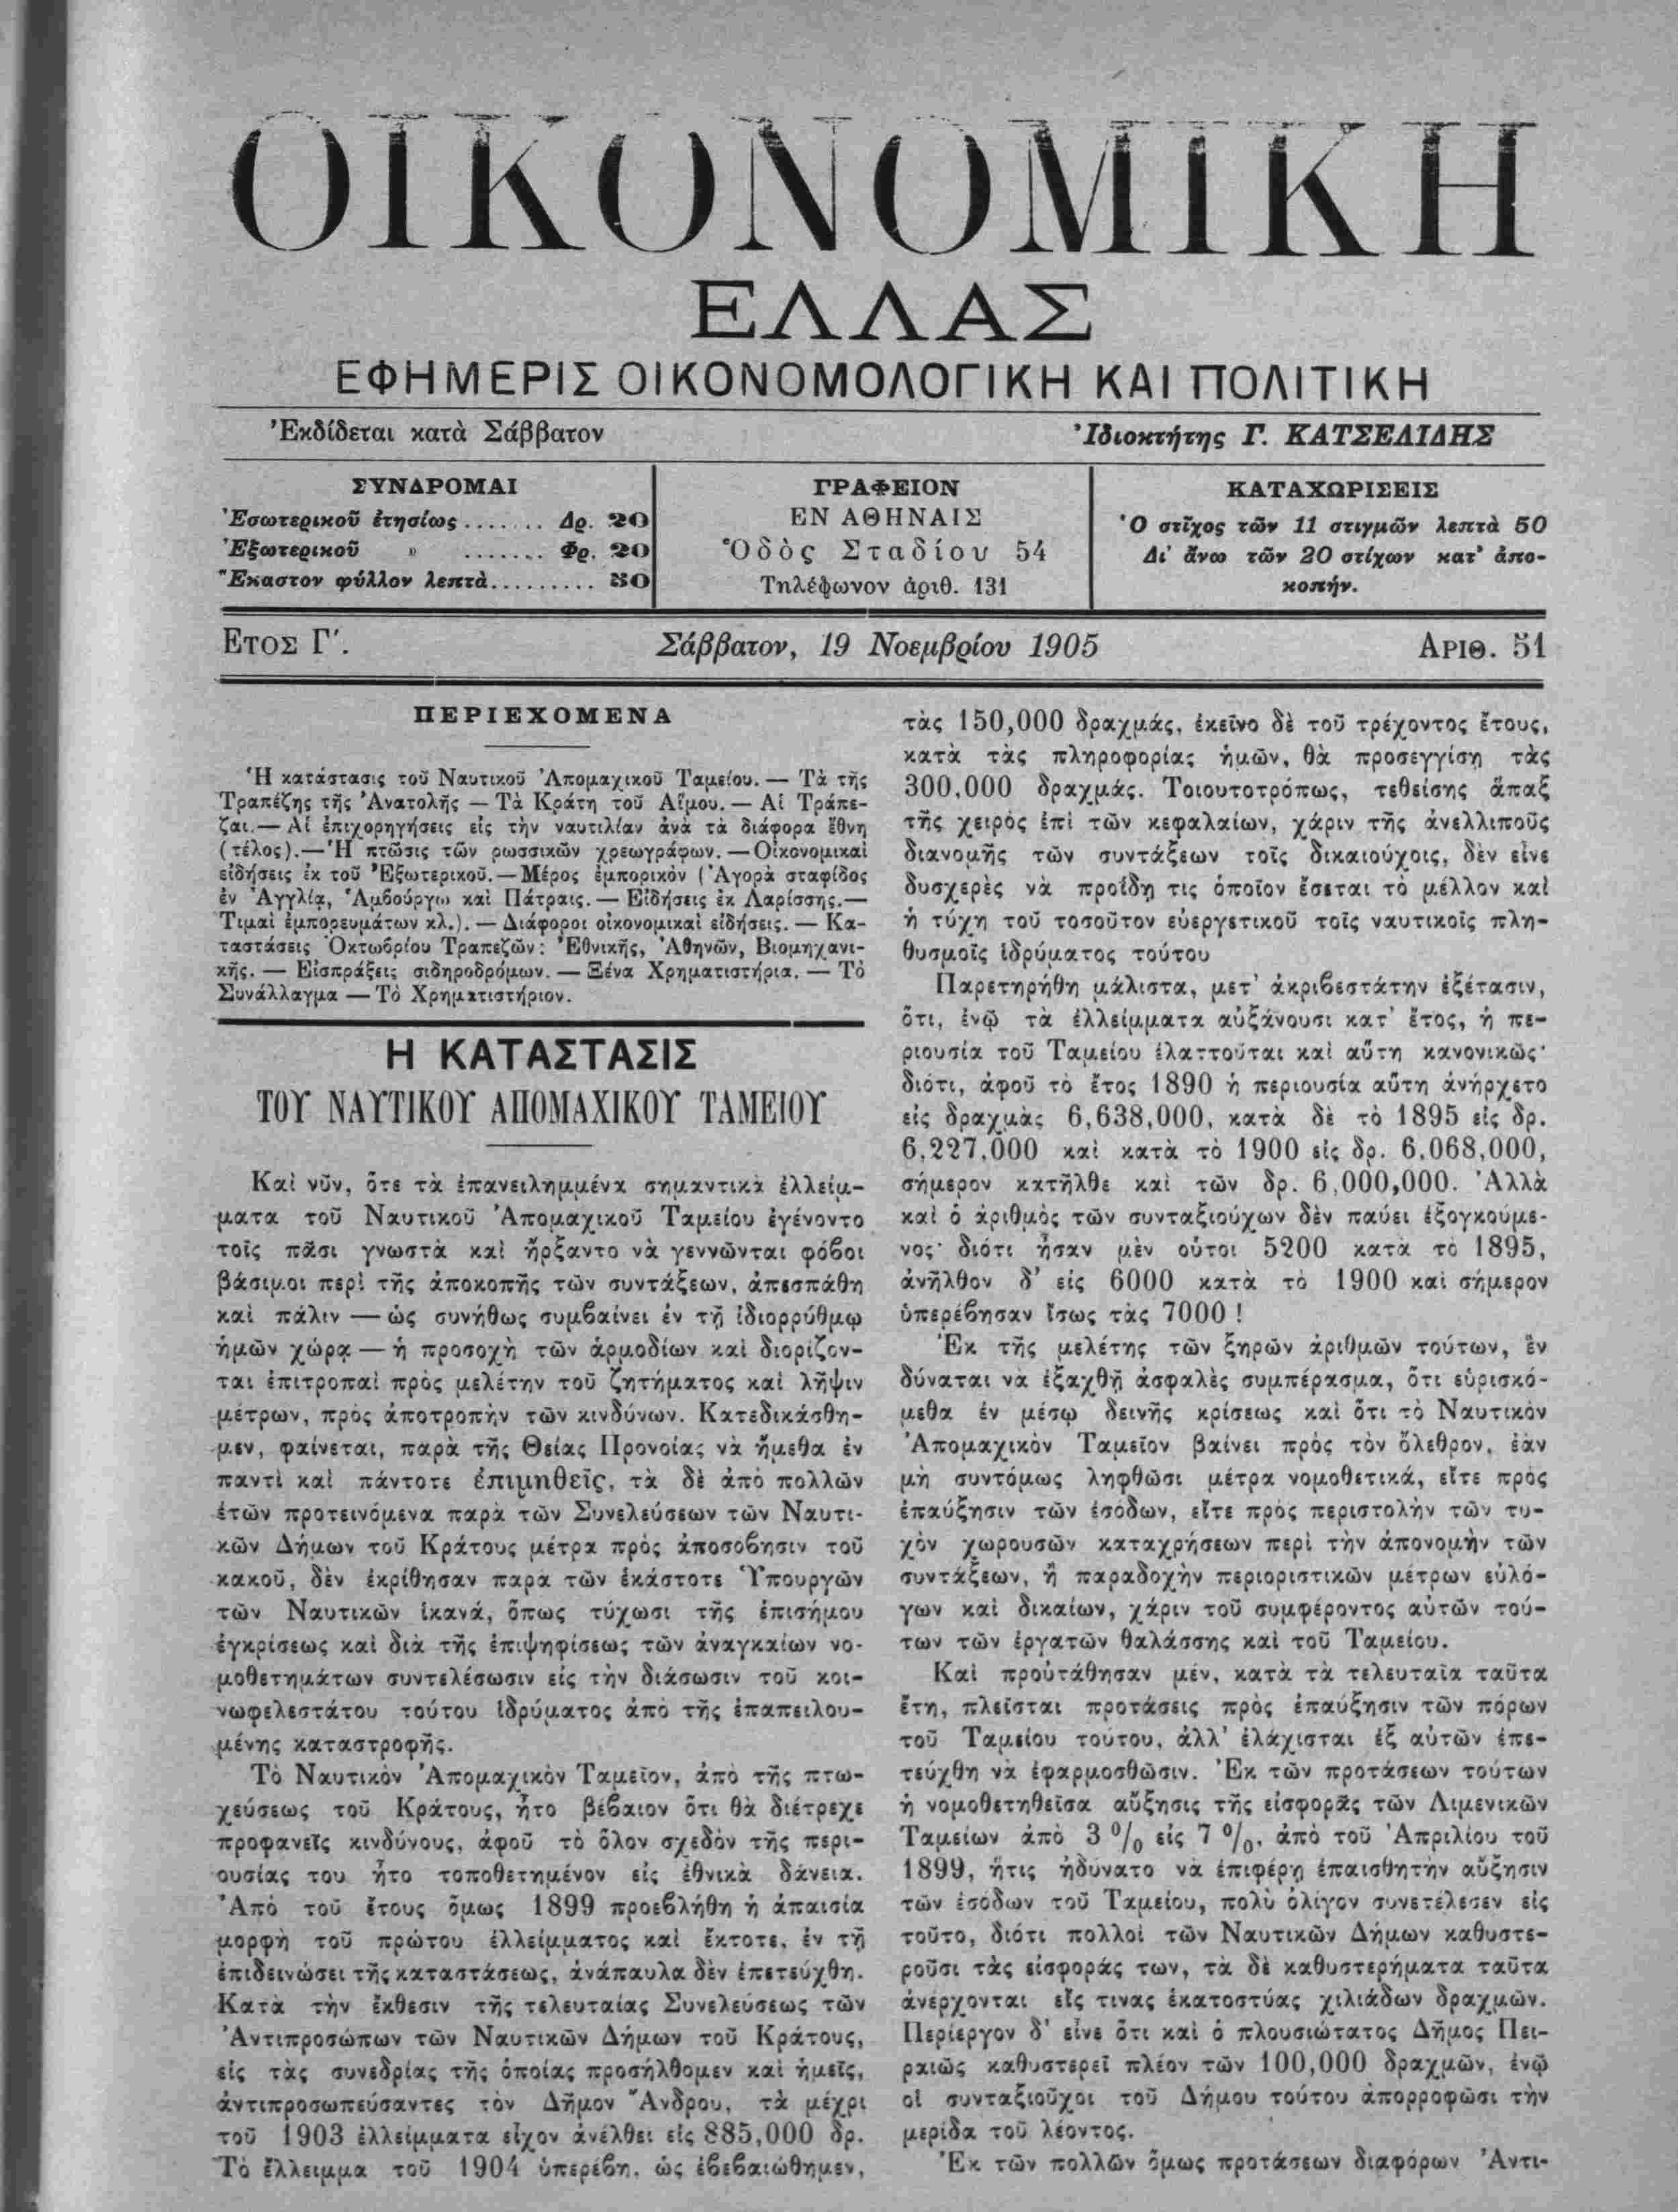 ΟΙΚΟΝΟΜΙΚΗ
ΕΛΛΑΣ
ΕΦΗΜΕΡΙΣ ΟΙΚΟΝΟΜΟΛΟΓΙΚΗ ΚΑΙ ΠΟΛΙΤΙΚΗ
Ἐκδίδεται κατὰ Σάββατον
Ἰδιοκτήτης Γ. ΚΑΤΣΕΛΙΔΗΣ
ΣΥΝΔΡΟΜΑΙ
Ἐσωτερικοῦ ἐτησίως ....... Δρ. 20
Ἐξωτερικοῦ » ....... Φρ. 20
Ἕκαστον φύλλον λεπτὰ.......... 50
ΓΡΑΦΕΙΟΝ
ΕΝ ΑΘΗΝΑΙΣ
Ὁδὸς Σταδίου 54
Τηλέφωνον ἀριθ. 131
ΚΑΤΑΧΩΡΙΣΕΙΣ
Ὁ στῖχος τῶν 11 στιγμῶν λεπτὰ 50
Δι' ἄνω τῶν 20 στίχων κατ' ἀπο-
κοπήν.
ΕΤΟΣ Γʹ.
Σάββατον, 19 Νοεμβρίου 1905
ΑΡΙΘ. 51
ΠΕΡΙΕΧΟΜΕΝΑ
Ἡ κατάστασις τοῦ Ναυτικοῦ Ἀπομαχικοῦ Ταμείου. — Τὰ τῆς
Τραπέζης τῆς Ἀνατολῆς — Τὰ Κράτη τοῦ Αἵμου. — Αἱ Τράπε-
ζαι.— Αἱ ἐπιχορηγήσεις εἰς τὴν ναυτιλίαν ἀνὰ τὰ διάφορα ἔθνη
(τέλος).— Ἡ πτῶσις τῶν ρωσσικῶν χρεωγράφων. — Οἰκονομικαὶ
εἰδήσεις ἐκ τοῦ Ἐξωτερικοῦ. — Μέρος ἐμπορικόν (Ἀγορὰ σταφίδος
ἐν Ἀγγλίᾳ, Ἁμβούργῳ καὶ Πάτραις. — Εἰδήσεις ἐκ Λαρίσσης.—
Τιμαὶ ἐμπορευμάτων κλ.). — Διάφοροι οἰκονομικαὶ εἰδήσεις. — Κα-
ταστάσεις Ὀκτωβρίου Τραπεζῶν: Ἐθνικῆς, Ἀθηνῶν, Βιομηχανι-
κῆς. — Εἰσπράξεις σιδηροδρόμων. — Ξένα Χρηματιστήρια. — Τὸ
Συνάλλαγμα — Τὸ Χρηματιστήριον.
Η ΚΑΤΑΣΤΑΣΙΣ
ΤΟΥ ΝΑΥΤΙΚΟΥ ΑΠΟΜΑΧΙΚΟΥ ΤΑΜΕΙΟΥ
Καὶ νῦν, ὅτε τὰ ἐπανειλημμένα σημαντικὰ ἐλλείμ-
ματα τοῦ Ναυτικοῦ Ἀπομαχικοῦ Ταμείου ἐγένοντο
τοῖς πᾶσι γνωστὰ καὶ ἤρξαντο νὰ γεννῶνται φόβοι
βάσιμοι περὶ τῆς ἀποκοπῆς τῶν συντάξεων, ἀπεσπάθη
καὶ πάλιν — ὡς συνήθως συμβαίνει ἐν τῇ ἰδιορρύθμῳ
ἡμῶν χώρᾳ — ἡ προσοχὴ τῶν ἁρμοδίων καὶ διορίζον-
ται ἐπιτροπαὶ πρὸς μελέτην τοῦ ζητήματος καὶ λῆψιν
μέτρων, πρὸς ἀποτροπὴν τῶν κινδύνων. Κατεδικάσθη-
μεν, φαίνεται, παρὰ τῆς Θείας Προνοίας νὰ ἤμεθα ἐν
παντὶ καὶ πάντοτε ἐπιμηθεῖς, τὰ δὲ ἀπὸ πολλῶν
ἐτῶν προτεινόμενα παρὰ τῶν Συνελεύσεων τῶν Ναυτι-
κῶν Δήμων τοῦ Κράτους μέτρα πρὸς ἀποσόβησιν τοῦ
κακοῦ, δὲν ἐκρίθησαν παρὰ τῶν ἑκάστοτε Ὑπουργῶν
τῶν Ναυτικῶν ἱκανά, ὅπως τύχωσι τῆς ἐπισήμου
ἐγκρίσεως καὶ διὰ τῆς ἐπιψηφίσεως τῶν ἀναγκαίων νο-
μοθετημάτων συντελέσωσιν εἰς τὴν διάσωσιν τοῦ κοι-
νωφελεστάτου τούτου ἱδρύματος ἀπὸ τῆς ἐπαπειλου-
μένης καταστροφῆς.
Τὸ Ναυτικὸν Ἀπομαχικὸν Ταμεῖον, ἀπὸ τῆς πτω-
χεύσεως τοῦ Κράτους, ἦτο βέβαιον ὅτι θὰ διέτρεχε
προφανεῖς κινδύνους, ἀφοῦ τὸ ὅλον σχεδὸν τῆς περι-
ουσίας του ἦτο τοποθετημένον εἰς ἐθνικὰ δάνεια.
Ἀπὸ τοῦ ἔτους ὅμως 1899 προεβλήθη ἡ ἀπαισία
μορφὴ τοῦ πρώτου ἐλλείμματος καὶ ἔκτοτε, ἐν τῇ
ἐπιδεινώσει τῆς καταστάσεως, ἀνάπαυλα δὲν ἐπετεύχθη.
Κατὰ τὴν ἔκθεσιν τῆς τελευταίας Συνελεύσεως τῶν
Ἀντιπροσώπων τῶν Ναυτικῶν Δήμων τοῦ Κράτους,
εἰς τὰς συνεδρίας τῆς ὁποίας προσήλθομεν καὶ ἡμεῖς,
ἀντιπροσωπεύσαντες τὸν Δῆμον Ἄνδρου, τὰ μέχρι
τοῦ 1903 ἐλλείμματα εἶχον ἀνέλθει εἰς 885,000 δρ.
Τὸ ἔλλειμμα τοῦ 1904 ὑπερέβη, ὡς ἐβεβαιώθημεν,
τὰς 150,000 δραχμάς, ἐκεῖνο δὲ τοῦ τρέχοντος ἔτους,
κατὰ τὰς πληροφορίας ἡμῶν, θὰ προσεγγίσῃ τὰς
300,000 δραχμάς. Τοιουτοτρόπως, τεθείσης ἅπαξ
τῆς χειρὸς ἐπὶ τῶν κεφαλαίων, χάριν τῆς ἀνελλιποῦς
διανομῆς τῶν συντάξεων τοῖς δικαιούχοις, δὲν εἶνε
δυσχερὲς νὰ προΐδῃ τις ὁποῖον ἔσεται τὸ μέλλον καὶ
ἡ τύχη τοῦ τοσοῦτον εὐεργετικοῦ τοῖς ναυτικοῖς πλη-
θυσμοῖς ἱδρύματος τούτου
Παρετηρήθη μάλιστα, μετ' ἀκριβεστάτην ἐξέτασιν,
ὅτι, ἐνῷ τὰ ἐλλείμματα αὐξάνουσι κατ' ἔτος, ἡ πε-
ριουσία τοῦ Ταμείου ἐλαττοῦται καὶ αὕτη κανονικῶς·
διότι, ἀφοῦ τὸ ἔτος 1890 ἡ περιουσία αὕτη ἀνήρχετο
εἰς δραχμὰς 6,638,000, κατὰ δὲ τὸ 1895 εἰς δρ.
6,227,000 καὶ κατὰ τὸ 1900 εἰς δρ. 6,068,000,
σήμερον κατῆλθε καὶ τῶν δρ. 6,000,000. Ἀλλὰ
καὶ ὁ ἀριθμὸς τῶν συνταξιούχων δὲν παύει ἐξογκούμε-
νος· διότι ἦσαν μὲν οὗτοι 5200 κατὰ τὸ 1895,
ἀνῆλθον δ' εἰς 6000 κατὰ τὸ 1900 καὶ σήμερον
ὑπερέβησαν ἴσως τὰς 7000 !
Ἐκ τῆς μελέτης τῶν ξηρῶν ἀριθμῶν τούτων, ἓν
δύναται νὰ ἐξαχθῇ ἀσφαλὲς συμπέρασμα, ὅτι εὑρισκό-
μεθα ἐν μέσῳ δεινῆς κρίσεως καὶ ὅτι τὸ Ναυτικὸν
Ἀπομαχικὸν Ταμεῖον βαίνει πρὸς τὸν ὄλεθρον, ἐὰν
μὴ συντόμως ληφθῶσι μέτρα νομοθετικά, εἴτε πρὸς
ἐπαύξησιν τῶν ἐσόδων, εἴτε πρὸς περιστολὴν τῶν τυ-
χὸν χωρουσῶν καταχρήσεων περὶ τὴν ἀπονομὴν τῶν
συντάξεων, ἢ παραδοχὴν περιοριστικῶν μέτρων εὐλό-
γων καὶ δικαίων, χάριν τοῦ συμφέροντος αὐτῶν τού-
των τῶν ἐργατῶν θαλάσσης καὶ τοῦ Ταμείου.
Καὶ προὐτάθησαν μέν, κατὰ τὰ τελευταῖα ταῦτα
ἔτη, πλεῖσται προτάσεις πρὸς ἐπαύξησιν τῶν πόρων
τοῦ Ταμείου τούτου, ἀλλ' ἐλάχισται ἐξ αὐτῶν ἐπε-
τεύχθη νὰ ἐφαρμοσθῶσιν. Ἐκ τῶν προτάσεων τούτων
ἡ νομοθετηθεῖσα αὔξησις τῆς εἰσφορᾶς τῶν Λιμενικῶν
Ταμείων ἀπὸ 3 % εἰς 7 %, ἀπὸ τοῦ Ἀπριλίου τοῦ
1899, ἥτις ἠδύνατο νὰ ἐπιφέρῃ ἐπαισθητὴν αὔξησιν
τῶν ἐσόδων τοῦ Ταμείου, πολὺ ὀλίγον συνετέλεσεν εἰς
τοῦτο, διότι πολλοὶ τῶν Ναυτικῶν Δήμων καθυστε-
ροῦσι τὰς εἰσφοράς των, τὰ δὲ καθυστερήματα ταῦτα
ἀνέρχονται εἴς τινας ἑκατοστύας χιλιάδων δραχμῶν.
Περίεργον δ' εἶνε ὅτι καὶ ὁ πλουσιώτατος Δῆμος Πει-
ραιῶς καθυστερεῖ πλέον τῶν 100,000 δραχμῶν, ἐνῷ
οἱ συνταξιοῦχοι τοῦ Δήμου τούτου ἀπορροφῶσι τὴν
μερίδα τοῦ λέοντος.
Ἐκ τῶν πολλῶν ὅμως προτάσεων διαφόρων Ἀντι-